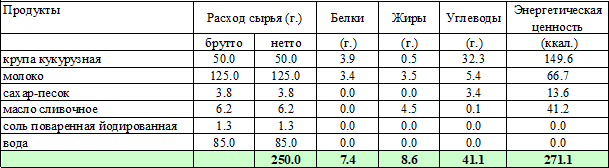 Продукты Расход сырья (г.) Белки Жиры Углеводы Энергетическая ценность
брутто нетто (г.) (г.) (г.) (ккал.)
крупа кукурузная 50.0 50.0 3.9 0.5 32.3 149.6
молоко 125.0 125.0 3.4 3.5 5.4 66.7
сахар-песок 3.8 3.8 0.0 0.0 3.4 13.6
масло сливочное 6.2 6.2 0.0 4.5 0.1 41.2
соль поваренная йодированная 1.3 1.3 0.0 0.0 0.0 0.0
вода 85.0 85.0 0.0 0.0 0.0 0.0
250.0 7.4 8.6 41.1 271.1